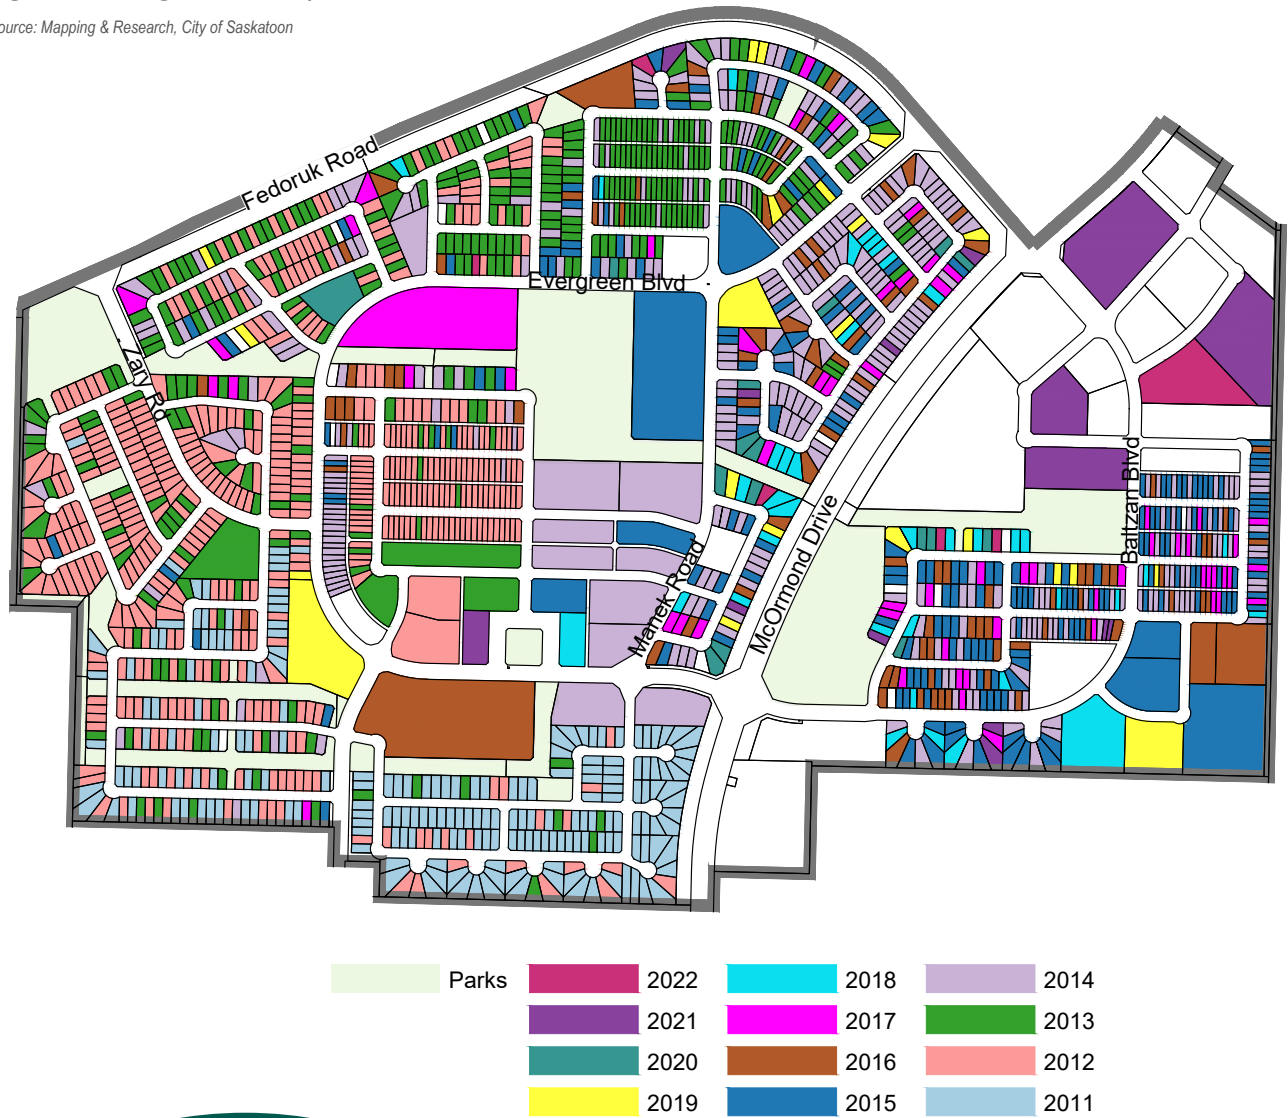 ource: Mapping & Research, City of Saskatoon
Fedoruk Road
Evergreen Blvd
Zary Rd
Baltzan Blvd
McOrmond Drive
Manek Road
Parks
2022
2018
2014
2021
2017
2013
2020
2016
2012
2019
2015
2011